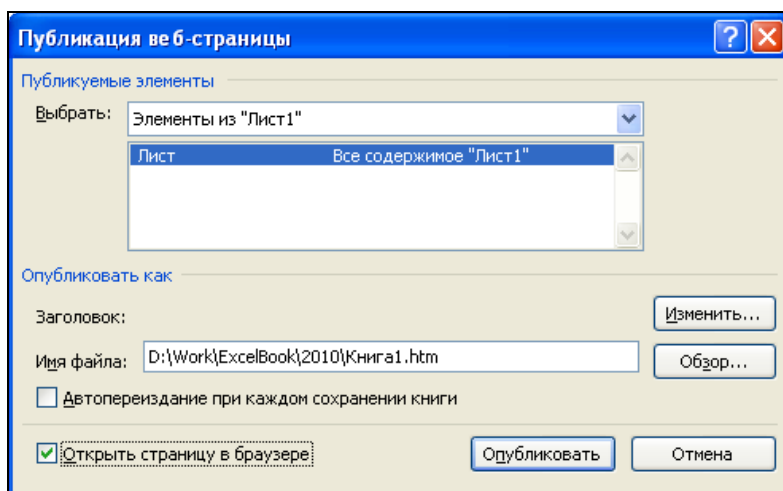 Публикация веб-страницы
Публикуемые элементы
Выбрать: Элементы из "Лист1"
Лист Все содержимое "Лист1"
Опубликовать как
Заголовок: Изменить...
Имя файла: D:\Work\ExcelBook\2010\Книга1.htm Обзор...
Автопереиздание при каждом сохранении книги
Открыть страницу в браузере Опубликовать Отмена